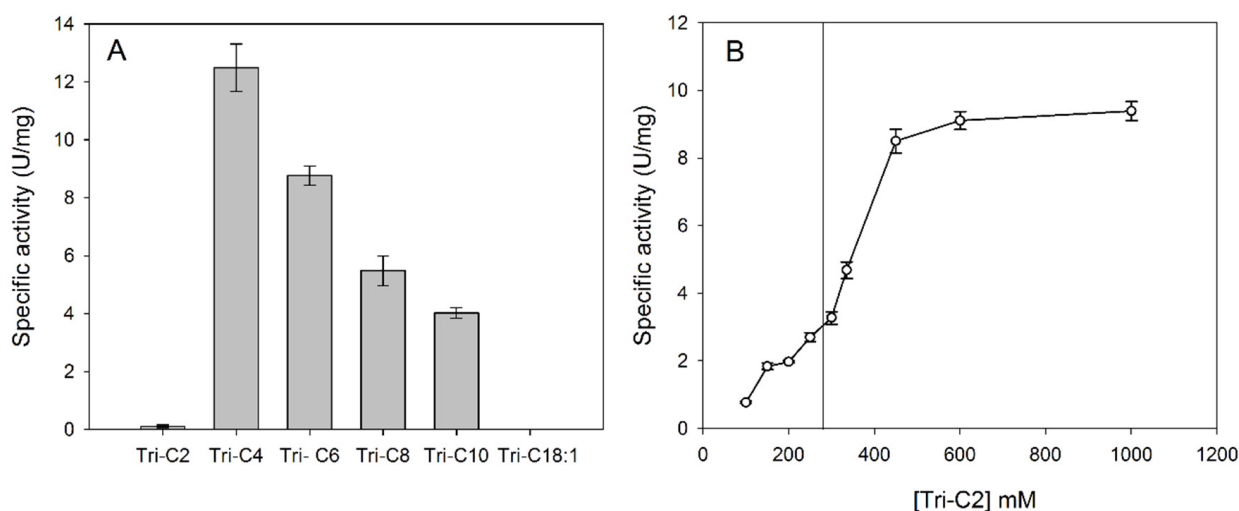 A
Specific activity (U/mg)
14
12
10
8
6
4
2
0
Tri-C2 Tri-C4 Tri- C6 Tri-C8 Tri-C10 Tri-C18:1
B
Specific activity (U/mg)
12
10
8
6
4
2
0
0 200 400 600 800 1000 1200
[Tri-C2] mM